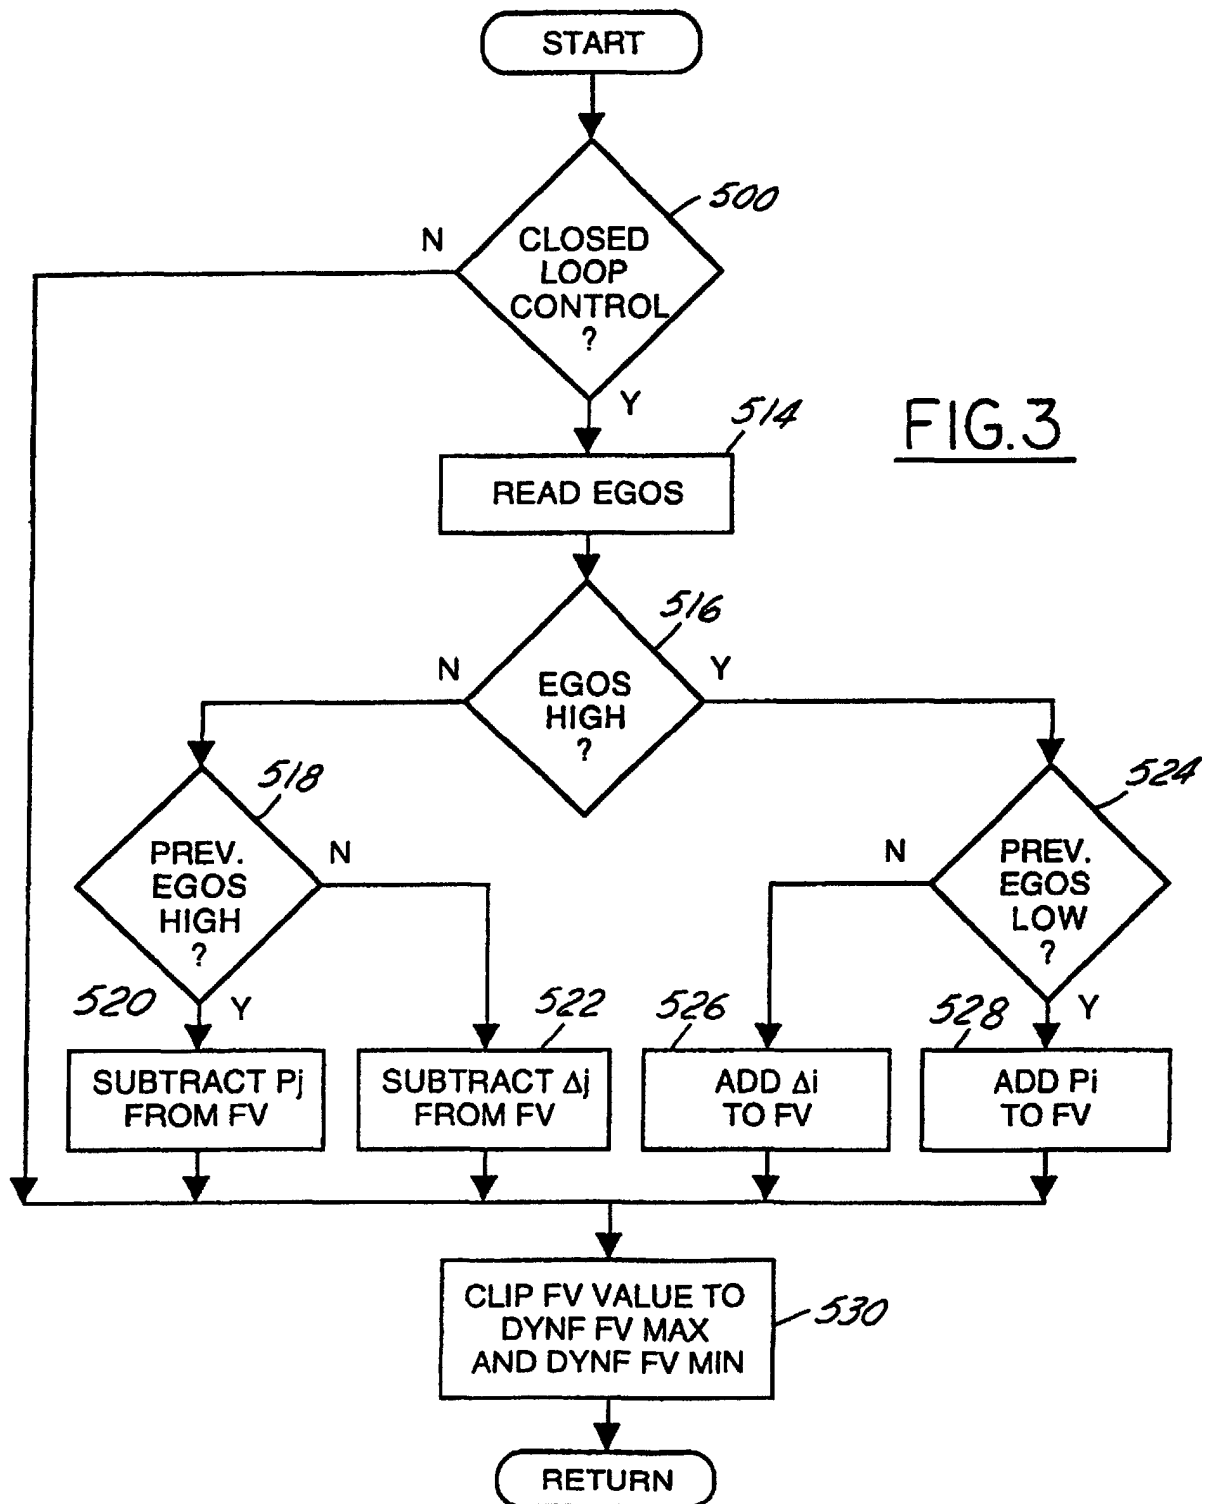 START
500
N
CLOSED
LOOP
CONTROL
?
Y
514
FIG.3
READ EGOS
516
N
Y
EGOS
HIGH
?
518
524
PREV.
EGOS
HIGH
?
N
N
PREV.
EGOS
LOW
?
520
Y
522
526
528
Y
SUBTRACT Pj
FROM FV
SUBTRACT Δj
FROM FV
ADD Δi
TO FV
ADD Pi
TO FV
CLIP FV VALUE TO
DYNF FV MAX
AND DYNF FV MIN
530
RETURN